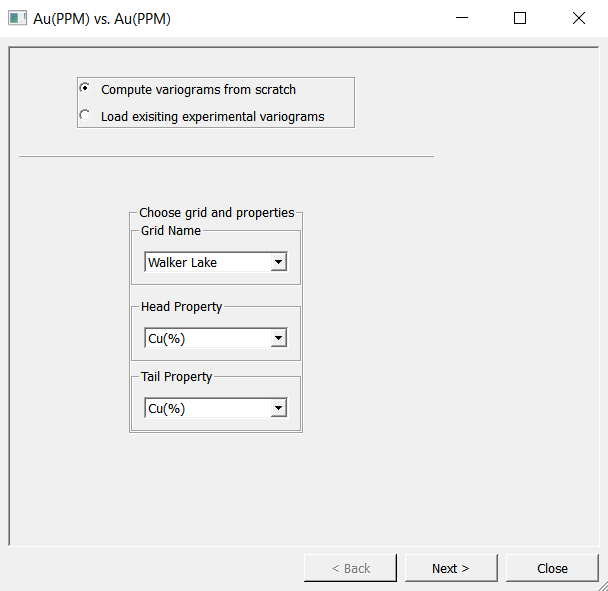 Au(PPM) vs. Au(PPM)
Compute variograms from scratch
Load exisiting experimental variograms
Choose grid and properties
Grid Name
Walker Lake
Head Property
Cu(%)
Tail Property
Cu(%)
< Back Next > Close